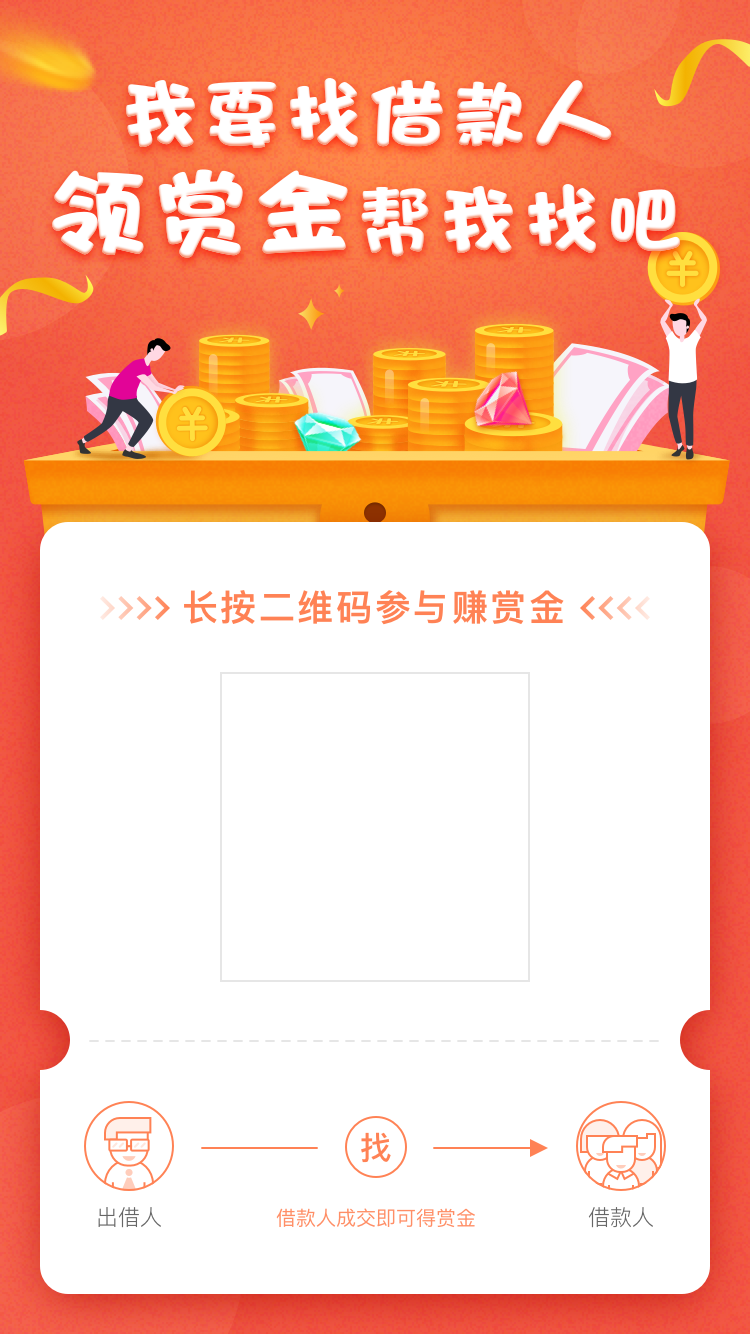 我要找借款人
领赏金帮我找吧
长按二维码参与赚赏金
找
出借人
借款人成交即可得赏金
借款人